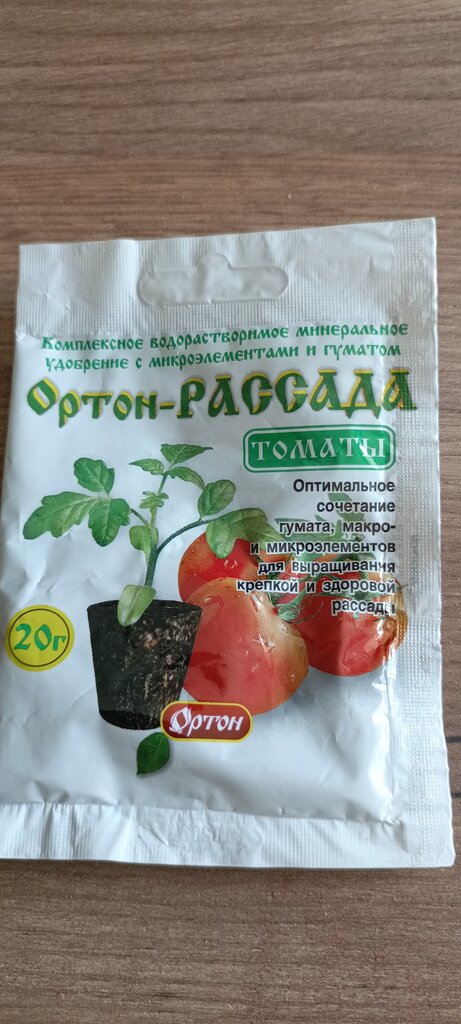 Комплексное водорастворимое минеральное
удобрение с микроэлементами и гуматом
Ортон-РАССАДА
ТОМАТЫ
Оптимальное
сочетание
гумата, макро-
и микроэлементов
для выращивания
крепкой и здоровой
рассады
20г
Ортон